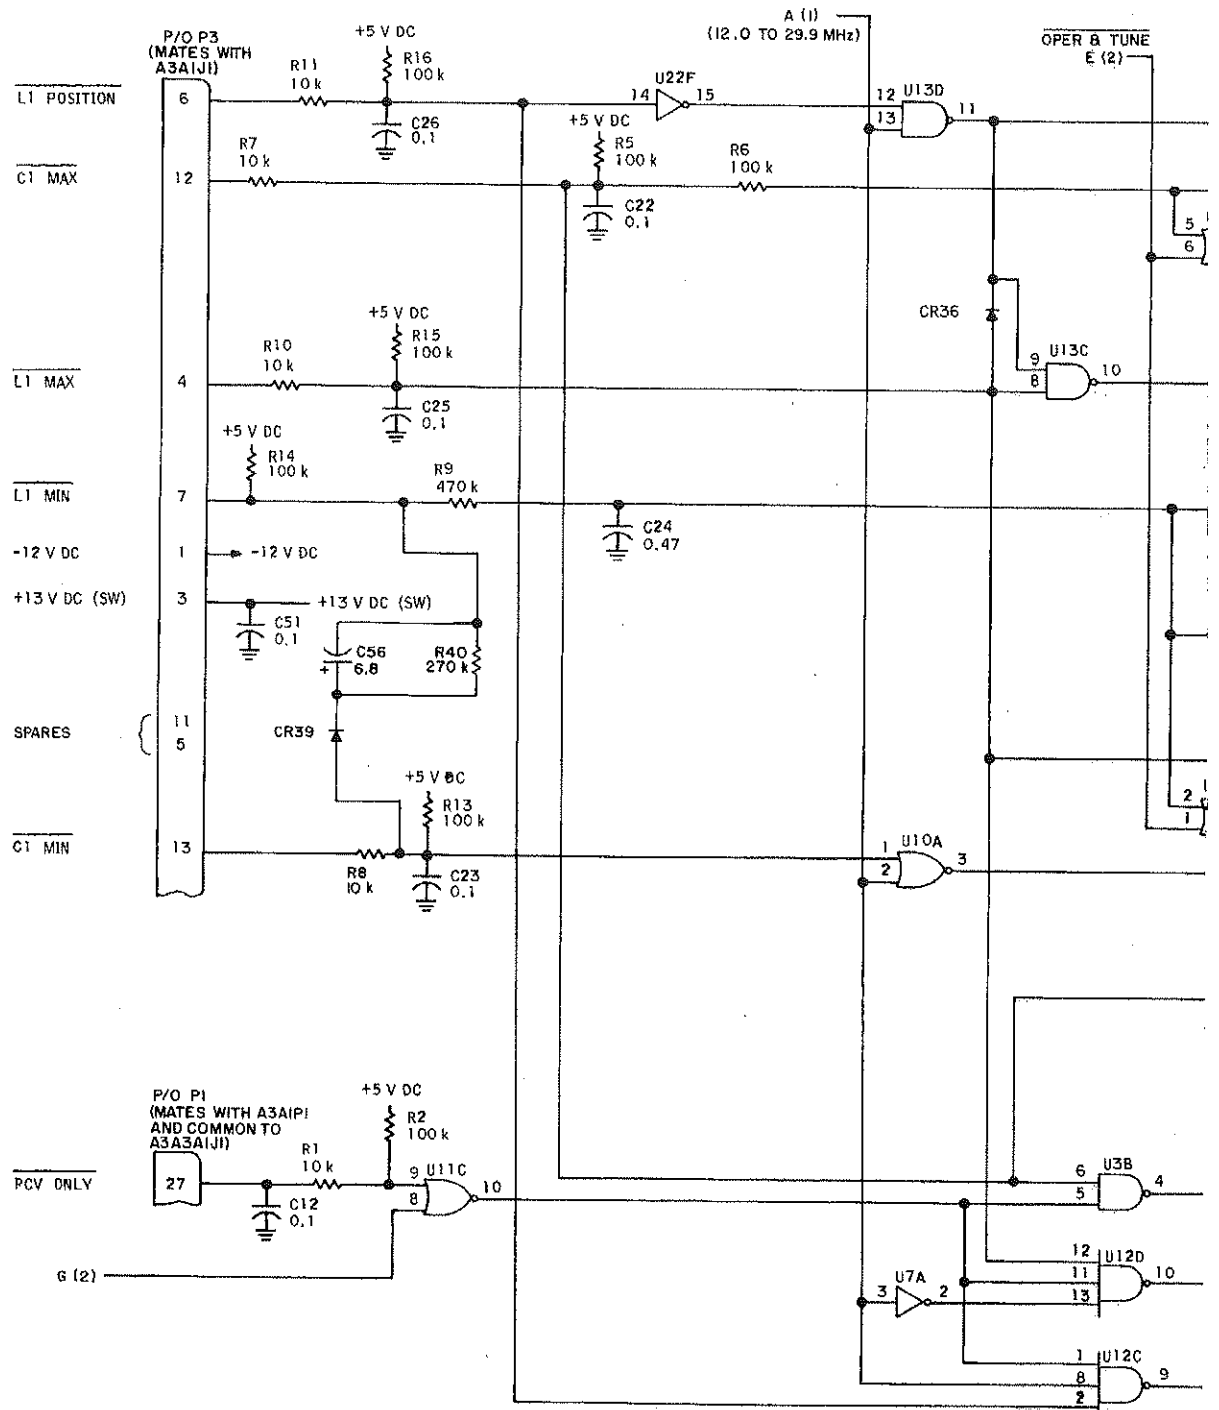 A (1)
(12.0 TO 29.9 MHz)
OPER & TUNE
E (2)
P/O P3
(MATES WITH
A3A1J1)
+5 V DC
R16
100 k
R11
10 k
L1 POSITION
6
C26
0.1
U22F
14
15
12
13
U13D
11
+5 V DC
R5
100 k
R7
10 k
R6
100 k
C1 MAX
12
C22
0.1
5
6
CR36
+5 V DC
R15
100 k
R10
10 k
L1 MAX
4
C25
0.1
U13C
9
8
10
+5 V DC
R14
100 k
R9
470 k
L1 MIN
7
C24
0.47
-12 V DC
1
-12 V DC
+13 V DC (SW)
3
+13 V DC (SW)
C51
0.1
C56
6.8
+
R40
270 k
SPARES
11
5
CR39
+5 V DC
R13
100 k
2
1
C1 MIN
13
R8
10 k
C23
0.1
U10A
1
2
3
P/O P1
(MATES WITH A3A1P1
AND COMMON TO
A3A3A1J1)
+5 V DC
R2
100 k
R1
10 k
RCV ONLY
27
C12
0.1
U11C
9
8
10
G (2)
U3B
6
5
4
U7A
3
2
U12D
12
11
13
10
U12C
1
8
2
9